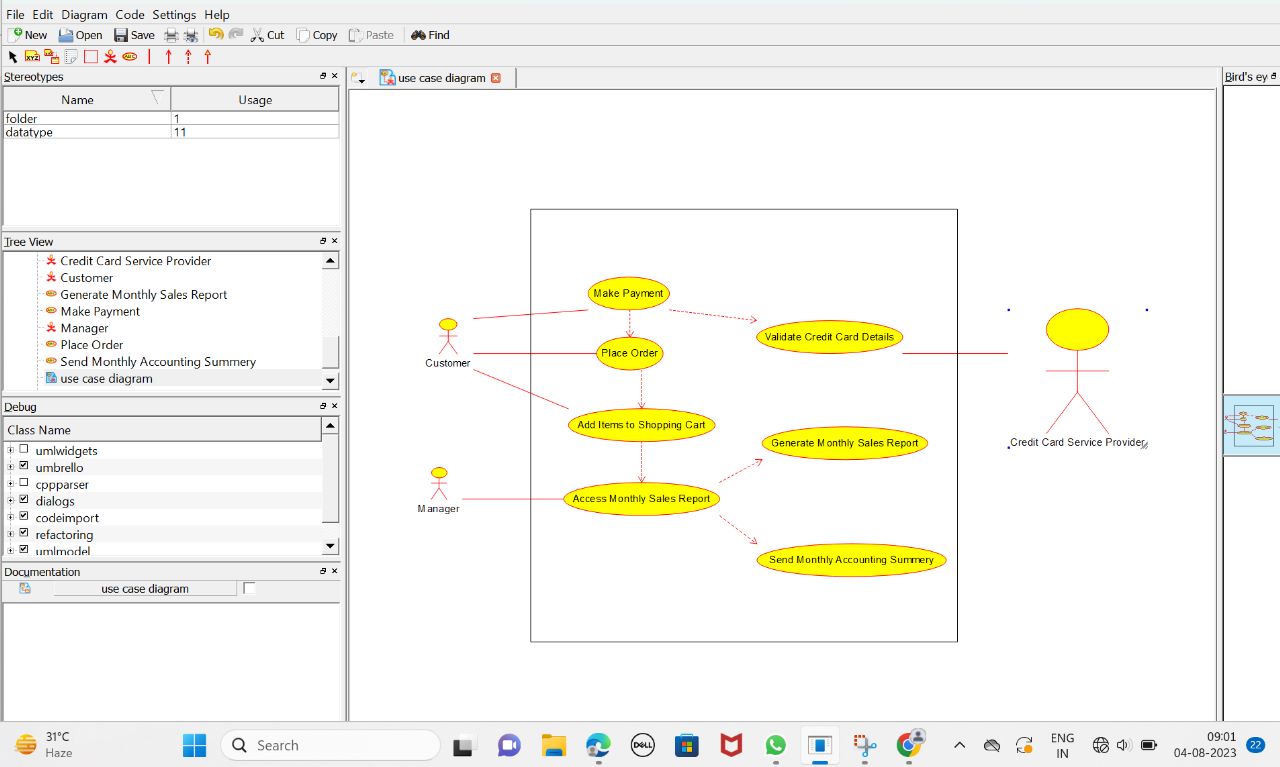 File Edit Diagram Code Settings Help
New Open Save Cut Copy Paste Find
XYZ
ABC
Stereotypes
Name Usage
folder 1
datatype 11
Tree View
Credit Card Service Provider
Customer
Generate Monthly Sales Report
Make Payment
Manager
Place Order
Send Monthly Accounting Summery
use case diagram
Debug
Class Name
umlwidgets
umbrello
cppparser
dialogs
codeimport
refactoring
umlmodel
Documentation
use case diagram
use case diagram
Bird's ey
Make Payment
Validate Credit Card Details
Customer
Place Order
Add Items to Shopping Cart
Generate Monthly Sales Report
Credit Card Service Provider
Manager
Access Monthly Sales Report
Send Monthly Accounting Summery
31°C
Haze
Search
DELL
ENG
IN
09:01
04-08-2023
22